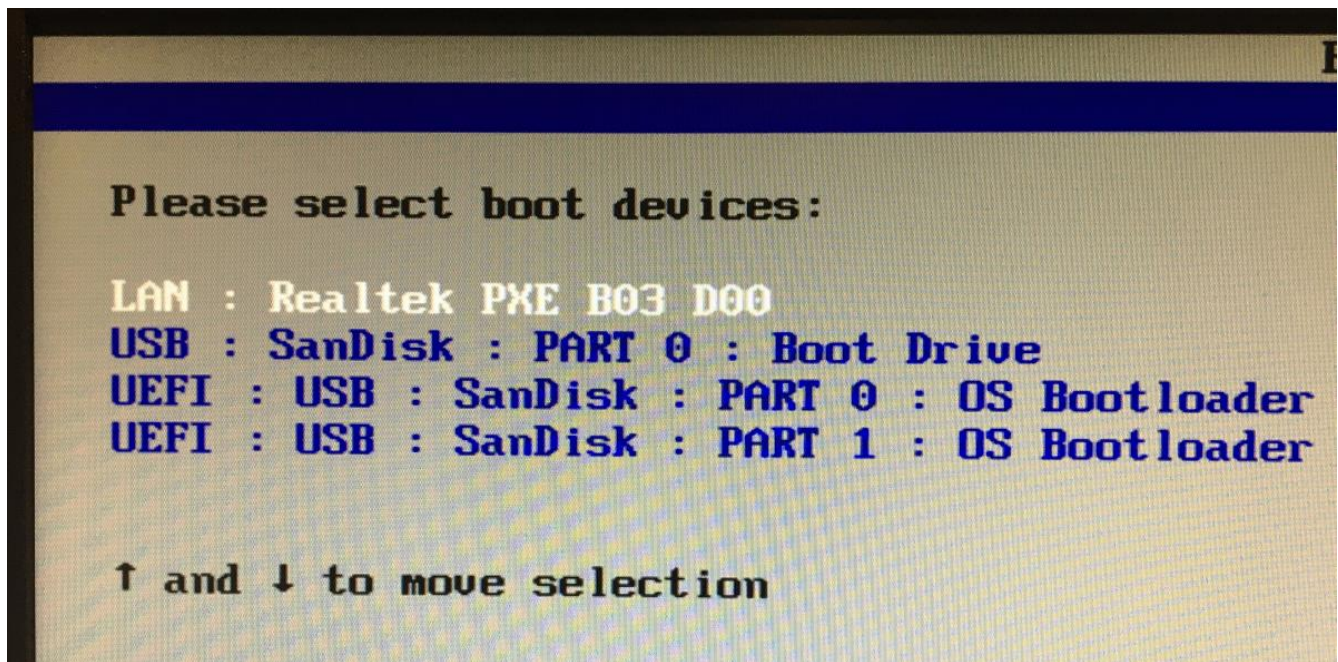 Please select boot devices:
LAN : Realtek PXE B03 D00
USB : SanDisk : PART 0 : Boot Drive
UEFI : USB : SanDisk : PART 0 : OS Bootloader
UEFI : USB : SanDisk : PART 1 : OS Bootloader
↑ and ↓ to move selection